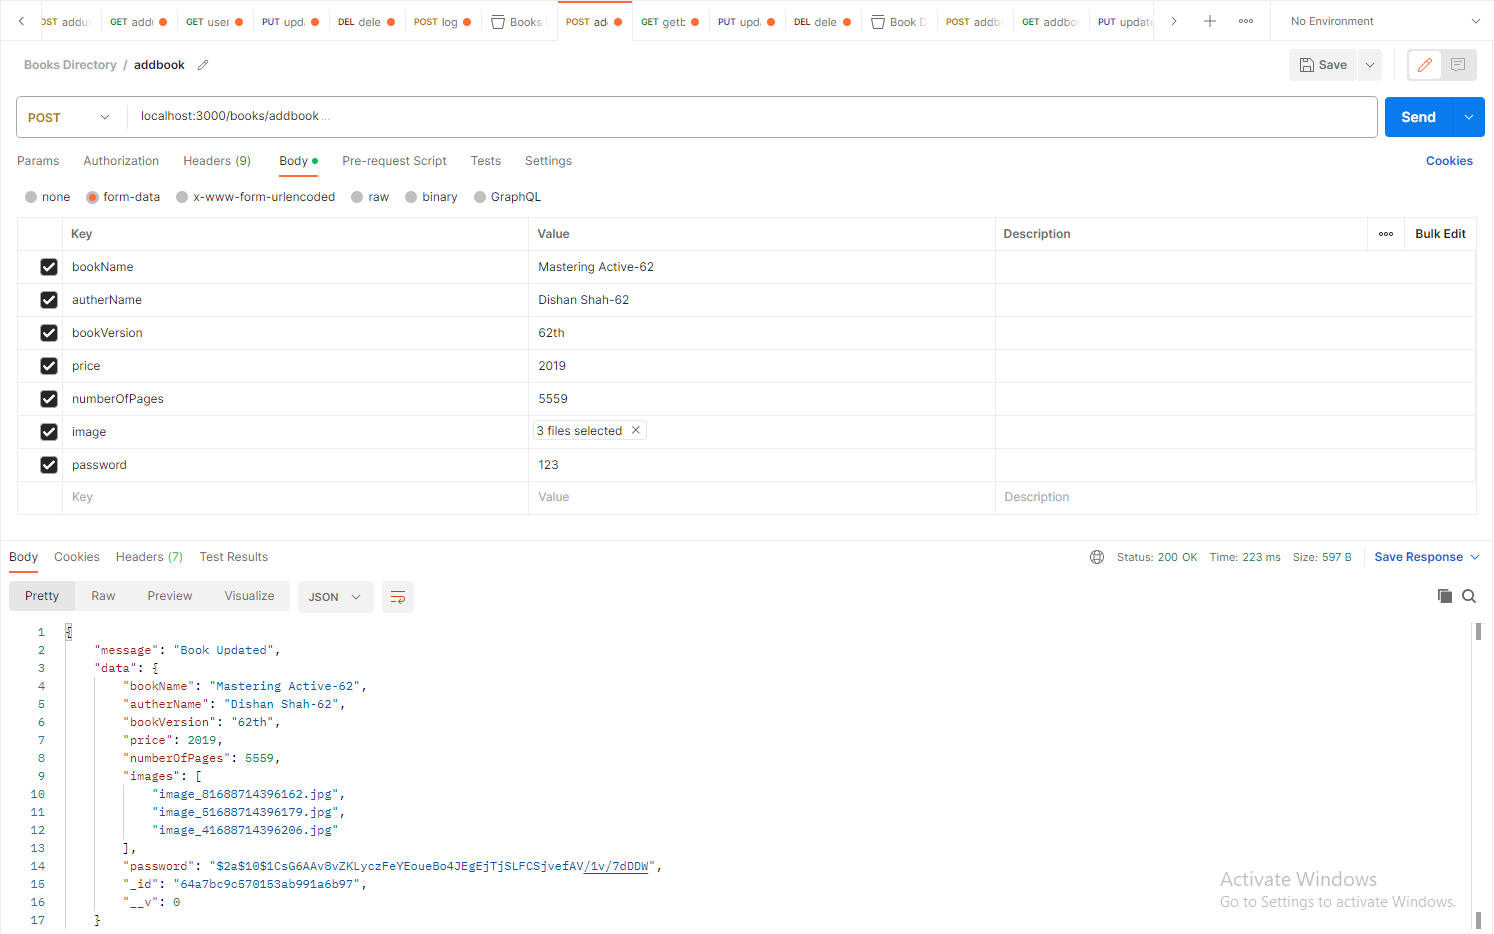 OST addus GET addı GET useı PUT upda DEL dele POST log Books POST ad GET getb PUT upda DEL dele Book D POST addb GET addbo PUT update No Environment
Books Directory / addbook Save
POST localhost:3000/books/addbook ... Send
Params Authorization Headers (9) Body Pre-request Script Tests Settings Cookies
none form-data x-www-form-urlencoded raw binary GraphQL
Key Value Description Bulk Edit
bookName Mastering Active-62
autherName Dishan Shah-62
bookVersion 62th
price 2019
numberOfPages 5559
image 3 files selected
password 123
Key Value Description
Body Cookies Headers (7) Test Results Status: 200 OK Time: 223 ms Size: 597 B Save Response
Pretty Raw Preview Visualize JSON
1 {
2 "message": "Book Updated",
3 "data": {
4 "bookName": "Mastering Active-62",
5 "autherName": "Dishan Shah-62",
6 "bookVersion": "62th",
7 "price": 2019,
8 "numberOfPages": 5559,
9 "images": [
10 "image_81688714396162.jpg",
11 "image_51688714396179.jpg",
12 "image_41688714396206.jpg"
13 ],
14 "password": "$2a$10$1CsG6AAv8vZKLyczFeYEoueBo4JEgEjTjSLFCSjvefAV/1v/7dDDW",
15 "_id": "64a7bc9c570153ab991a6b97",
16 "__v": 0
17 }
Activate Windows
Go to Settings to activate Windows.